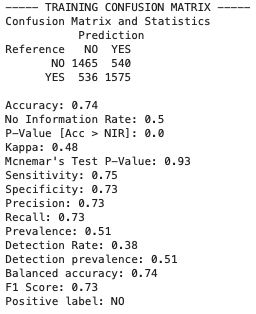 ----- TRAINING CONFUSION MATRIX -----
Confusion Matrix and Statistics
Prediction
Reference NO YES
NO 1465 540
YES 536 1575
Accuracy: 0.74
No Information Rate: 0.5
P-Value [Acc > NIR]: 0.0
Kappa: 0.48
Mcnemar's Test P-Value: 0.93
Sensitivity: 0.75
Specificity: 0.73
Precision: 0.73
Recall: 0.73
Prevalence: 0.51
Detection Rate: 0.38
Detection prevalence: 0.51
Balanced accuracy: 0.74
F1 Score: 0.73
Positive label: NO